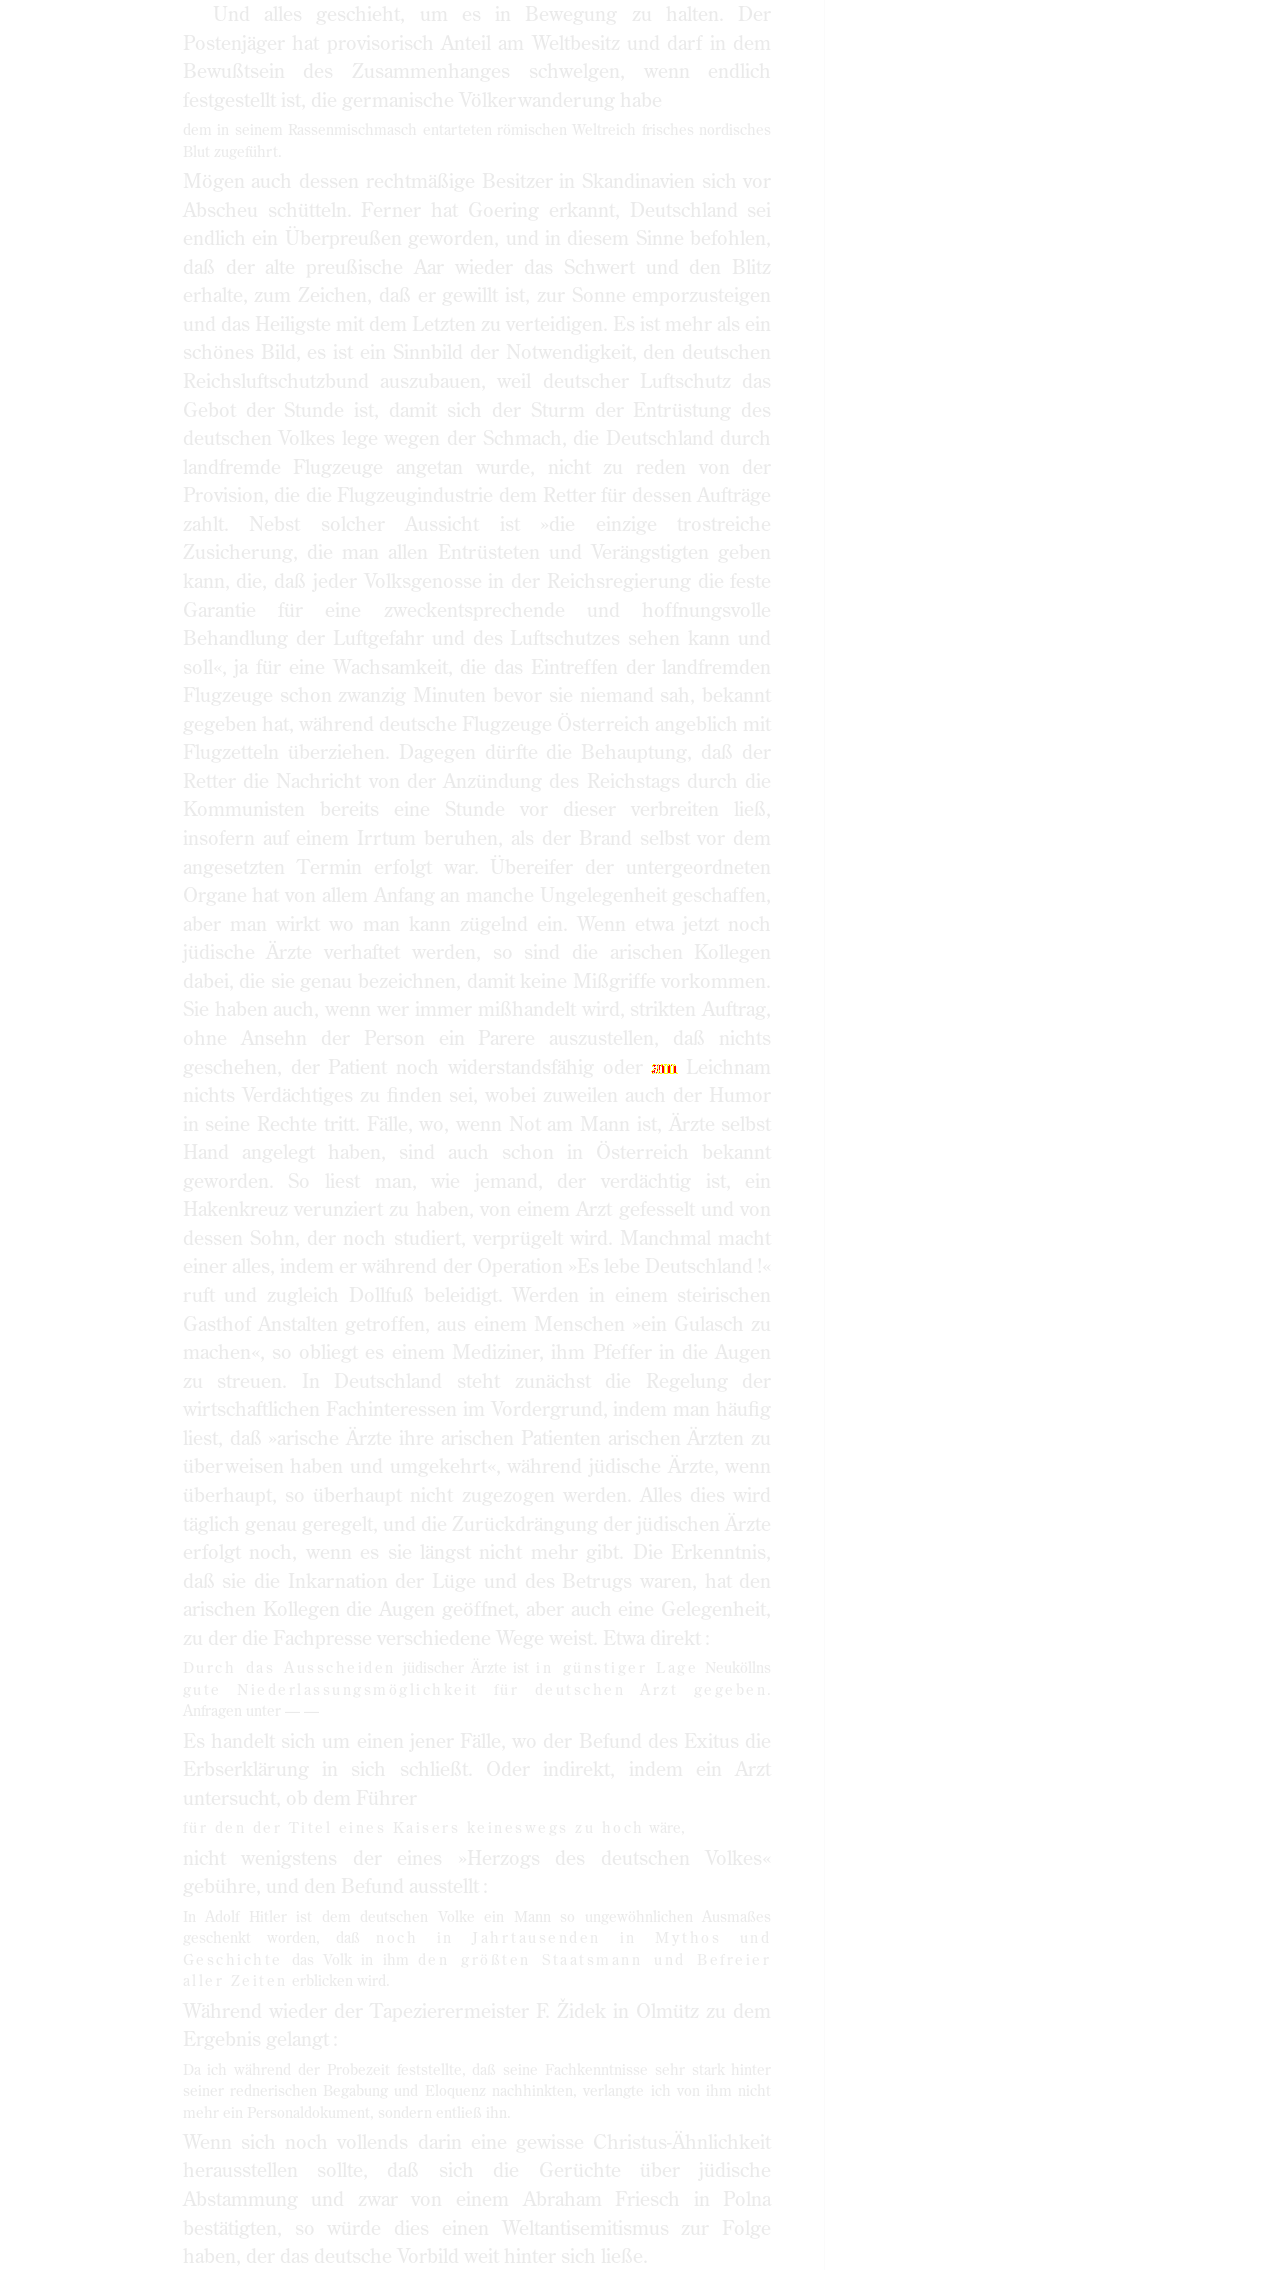 Und alles geschieht, um es in Bewegung zu halten. Der
Postenjäger hat provisorisch Anteil am Weltbesitz und darf in dem
Bewußtsein des Zusammenhanges schwelgen, wenn endlich
festgestellt ist, die germanische Völkerwanderung habe
dem in seinem Rassenmischmasch entarteten römischen Weltreich frisches nordisches
Blut zugeführt.
Mögen auch dessen rechtmäßige Besitzer in Skandinavien sich vor
Abscheu schütteln. Ferner hat Goering erkannt, Deutschland sei
endlich ein Überpreußen geworden, und in diesem Sinne befohlen,
daß der alte preußische Aar wieder das Schwert und den Blitz
erhalte, zum Zeichen, daß er gewillt ist, zur Sonne emporzusteigen
und das Heiligste mit dem Letzten zu verteidigen. Es ist mehr als ein
schönes Bild, es ist ein Sinnbild der Notwendigkeit, den deutschen
Reichsluftschutzbund auszubauen, weil deutscher Luftschutz das
Gebot der Stunde ist, damit sich der Sturm der Entrüstung des
deutschen Volkes lege wegen der Schmach, die Deutschland durch
landfremde Flugzeuge angetan wurde, nicht zu reden von der
Provision, die die Flugzeugindustrie dem Retter für dessen Aufträge
zahlt. Nebst solcher Aussicht ist »die einzige trostreiche
Zusicherung, die man allen Entrüsteten und Verängstigten geben
kann, die, daß jeder Volksgenosse in der Reichsregierung die feste
Garantie für eine zweckentsprechende und hoffnungsvolle
Behandlung der Luftgefahr und des Luftschutzes sehen kann und
soll«, ja für eine Wachsamkeit, die das Eintreffen der landfremden
Flugzeuge schon zwanzig Minuten bevor sie niemand sah, bekannt
gegeben hat, während deutsche Flugzeuge Österreich angeblich mit
Flugzetteln überziehen. Dagegen dürfte die Behauptung, daß der
Retter die Nachricht von der Anzündung des Reichstags durch die
Kommunisten bereits eine Stunde vor dieser verbreiten ließ,
insofern auf einem Irrtum beruhen, als der Brand selbst vor dem
angesetzten Termin erfolgt war. Übereifer der untergeordneten
Organe hat von allem Anfang an manche Ungelegenheit geschaffen,
aber man wirkt wo man kann zügelnd ein. Wenn etwa jetzt noch
jüdische Ärzte verhaftet werden, so sind die arischen Kollegen
dabei, die sie genau bezeichnen, damit keine Mißgriffe vorkommen.
Sie haben auch, wenn wer immer mißhandelt wird, strikten Auftrag,
ohne Ansehn der Person ein Parere auszustellen, daß nichts
geschehen, der Patient noch widerstandsfähig oder am Leichnam
nichts Verdächtiges zu finden sei, wobei zuweilen auch der Humor
in seine Rechte tritt. Fälle, wo, wenn Not am Mann ist, Ärzte selbst
Hand angelegt haben, sind auch schon in Österreich bekannt
geworden. So liest man, wie jemand, der verdächtig ist, ein
Hakenkreuz verunziert zu haben, von einem Arzt gefesselt und von
dessen Sohn, der noch studiert, verprügelt wird. Manchmal macht
einer alles, indem er während der Operation »Es lebe Deutschland !«
ruft und zugleich Dollfuß beleidigt. Werden in einem steirischen
Gasthof Anstalten getroffen, aus einem Menschen »ein Gulasch zu
machen«, so obliegt es einem Mediziner, ihm Pfeffer in die Augen
zu streuen. In Deutschland steht zunächst die Regelung der
wirtschaftlichen Fachinteressen im Vordergrund, indem man häufig
liest, daß »arische Ärzte ihre arischen Patienten arischen Ärzten zu
überweisen haben und umgekehrt«, während jüdische Ärzte, wenn
überhaupt, so überhaupt nicht zugezogen werden. Alles dies wird
täglich genau geregelt, und die Zurückdrängung der jüdischen Ärzte
erfolgt noch, wenn es sie längst nicht mehr gibt. Die Erkenntnis,
daß sie die Inkarnation der Lüge und des Betrugs waren, hat den
arischen Kollegen die Augen geöffnet, aber auch eine Gelegenheit,
zu der die Fachpresse verschiedene Wege weist. Etwa direkt :
Durch das Ausscheiden jüdischer Ärzte ist in günstiger Lage Neuköllns
gute Niederlassungsmöglichkeit für deutschen Arzt gegeben.
Anfragen unter — —
Es handelt sich um einen jener Fälle, wo der Befund des Exitus die
Erbserklärung in sich schließt. Oder indirekt, indem ein Arzt
untersucht, ob dem Führer
für den der Titel eines Kaisers keineswegs zu hoch wäre,
nicht wenigstens der eines »Herzogs des deutschen Volkes«
gebühre, und den Befund ausstellt :
In Adolf Hitler ist dem deutschen Volke ein Mann so ungewöhnlichen Ausmaßes
geschenkt worden, daß noch in Jahrtausenden in Mythos und
Geschichte das Volk in ihm den größten Staatsmann und Befreier
aller Zeiten erblicken wird.
Während wieder der Tapezierermeister F. Židek in Olmütz zu dem
Ergebnis gelangt :
Da ich während der Probezeit feststellte, daß seine Fachkenntnisse sehr stark hinter
seiner rednerischen Begabung und Eloquenz nachhinkten, verlangte ich von ihm nicht
mehr ein Personaldokument, sondern entließ ihn.
Wenn sich noch vollends darin eine gewisse Christus-Ähnlichkeit
herausstellen sollte, daß sich die Gerüchte über jüdische
Abstammung und zwar von einem Abraham Friesch in Polna
bestätigten, so würde dies einen Weltantisemitismus zur Folge
haben, der das deutsche Vorbild weit hinter sich ließe.